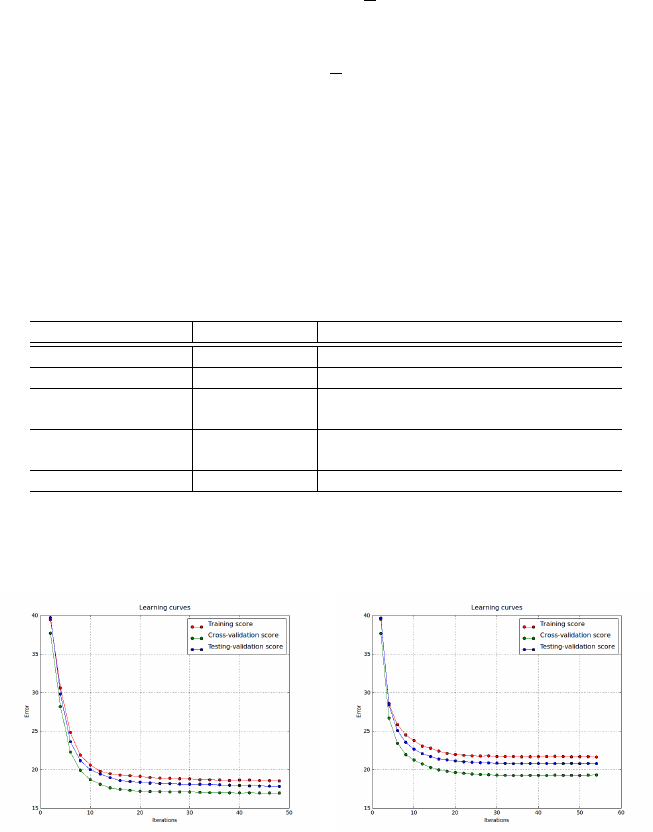 Learning curves
Training score
Cross-validation score
Testing-validation score
Error
40
35
30
25
20
15
0 10 20 30 40 50
Iterations
Learning curves
Training score
Cross-validation score
Testing-validation score
Error
40
35
30
25
20
15
0 10 20 30 40 50 60
Iterations